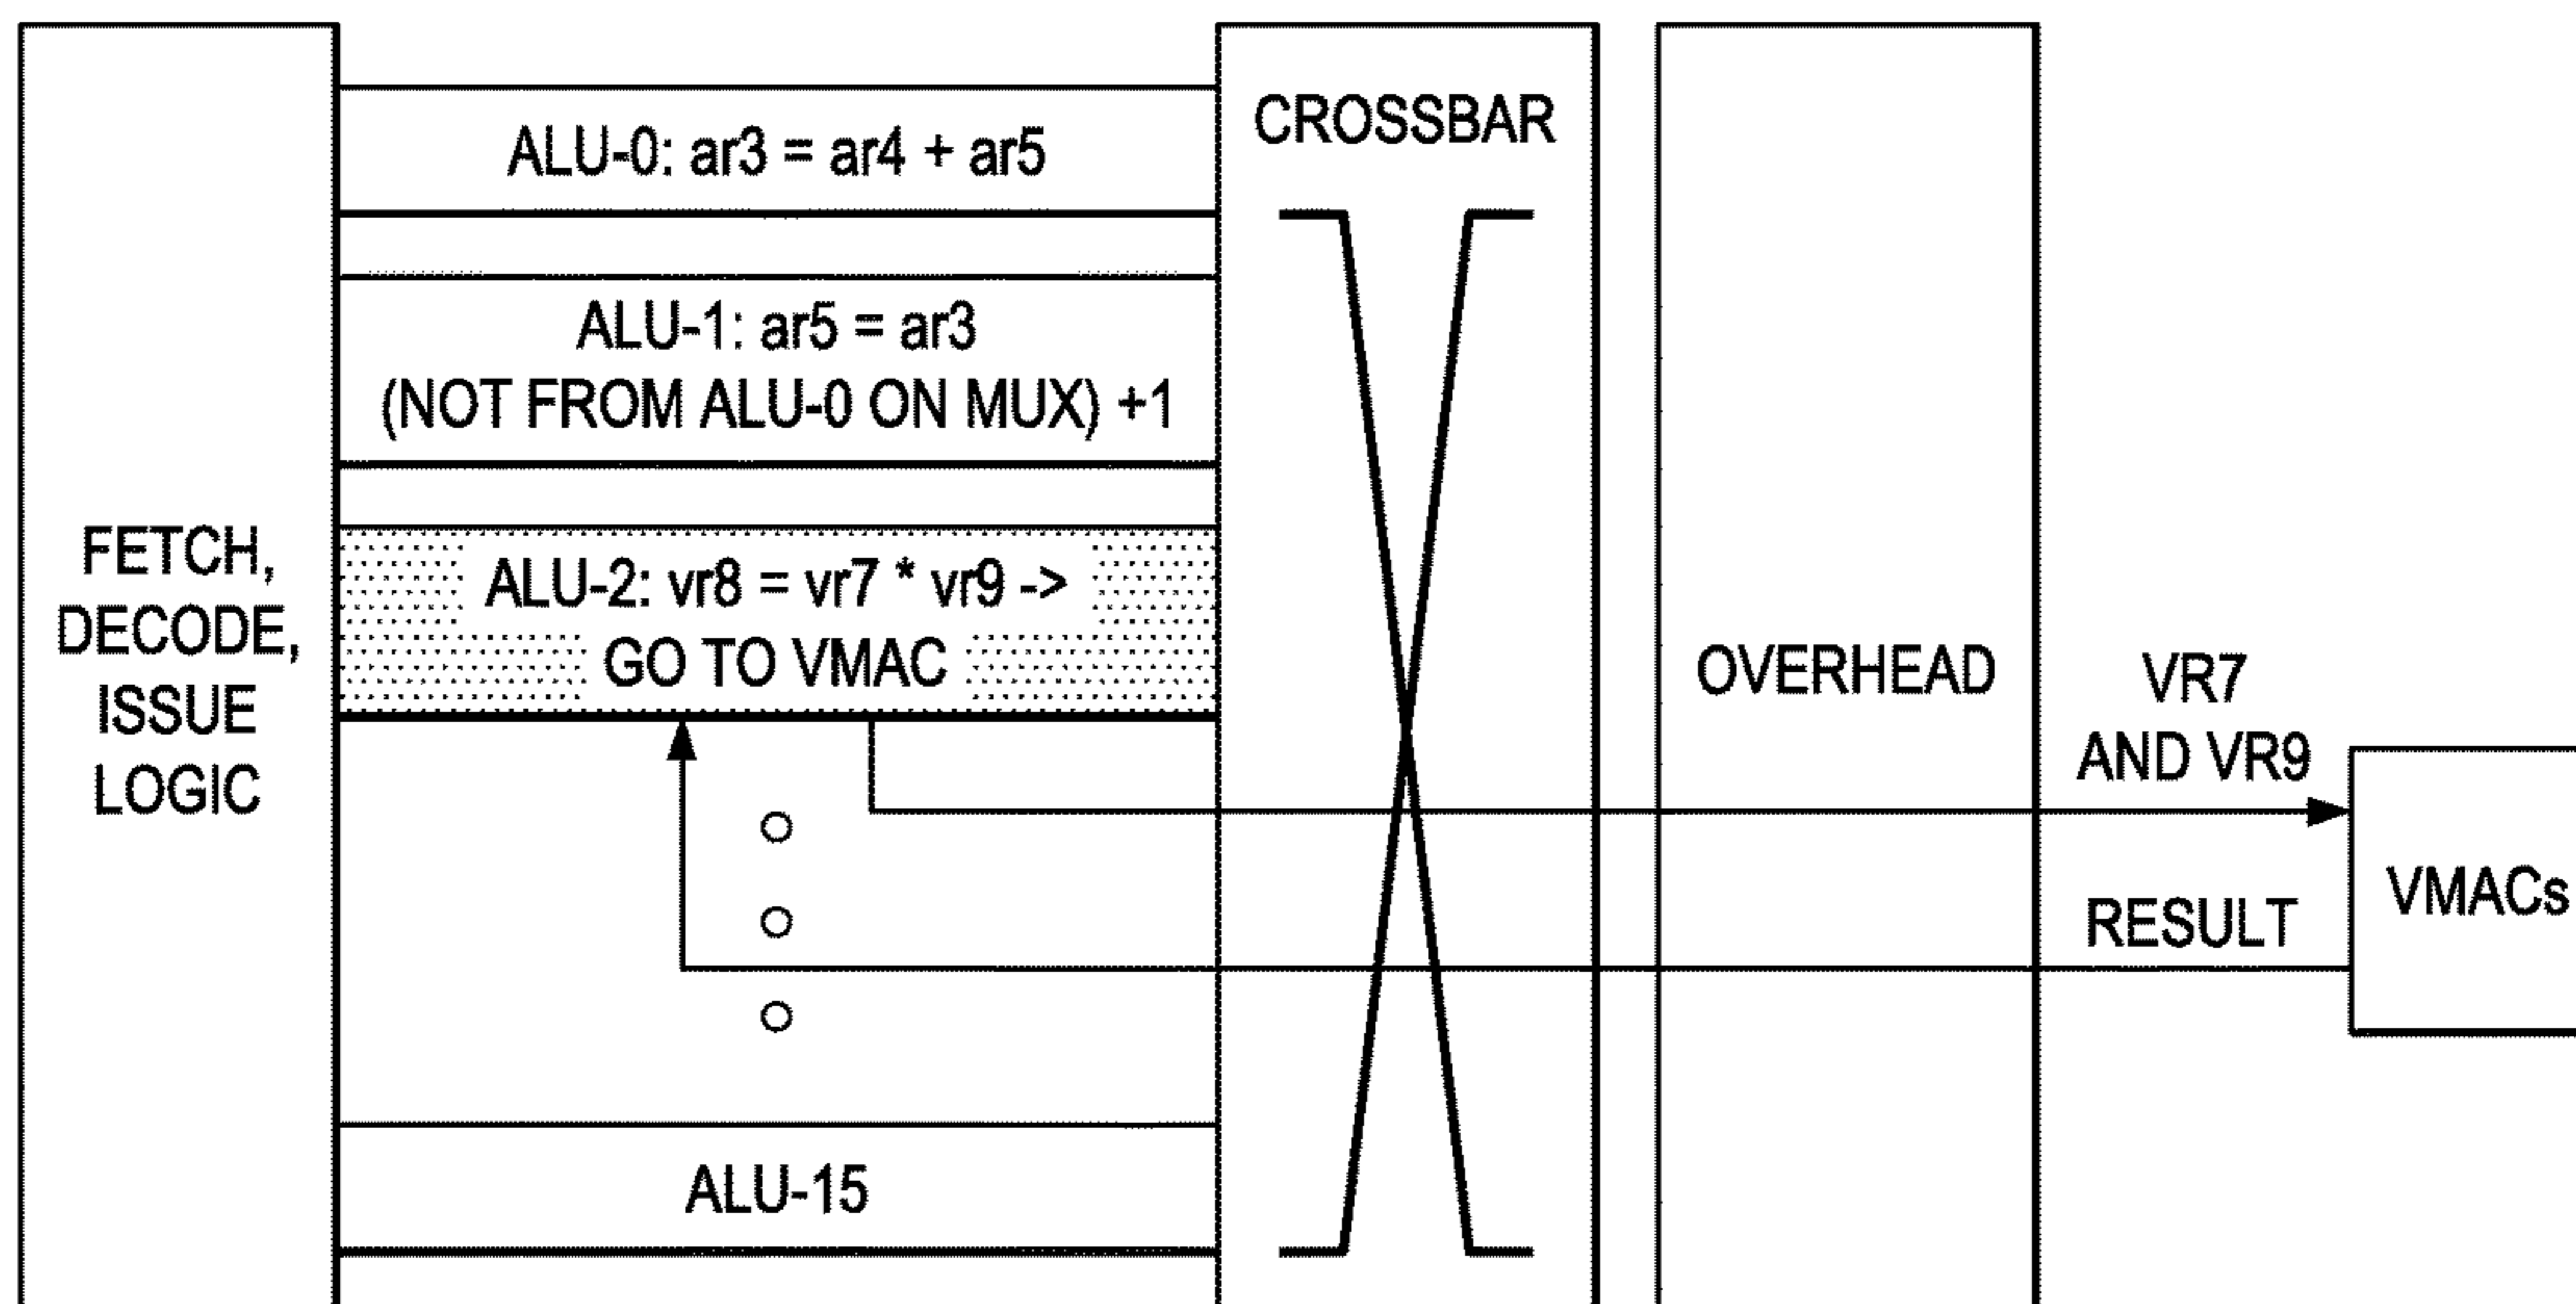 FETCH,
DECODE,
ISSUE
LOGIC
ALU-0: ar3 = ar4 + ar5
ALU-1: ar5 = ar3
(NOT FROM ALU-0 ON MUX) +1
ALU-2: vr8 = vr7 * vr9 ->
GO TO VMAC
ALU-15
CROSSBAR
OVERHEAD
VR7
AND VR9
RESULT
VMACs